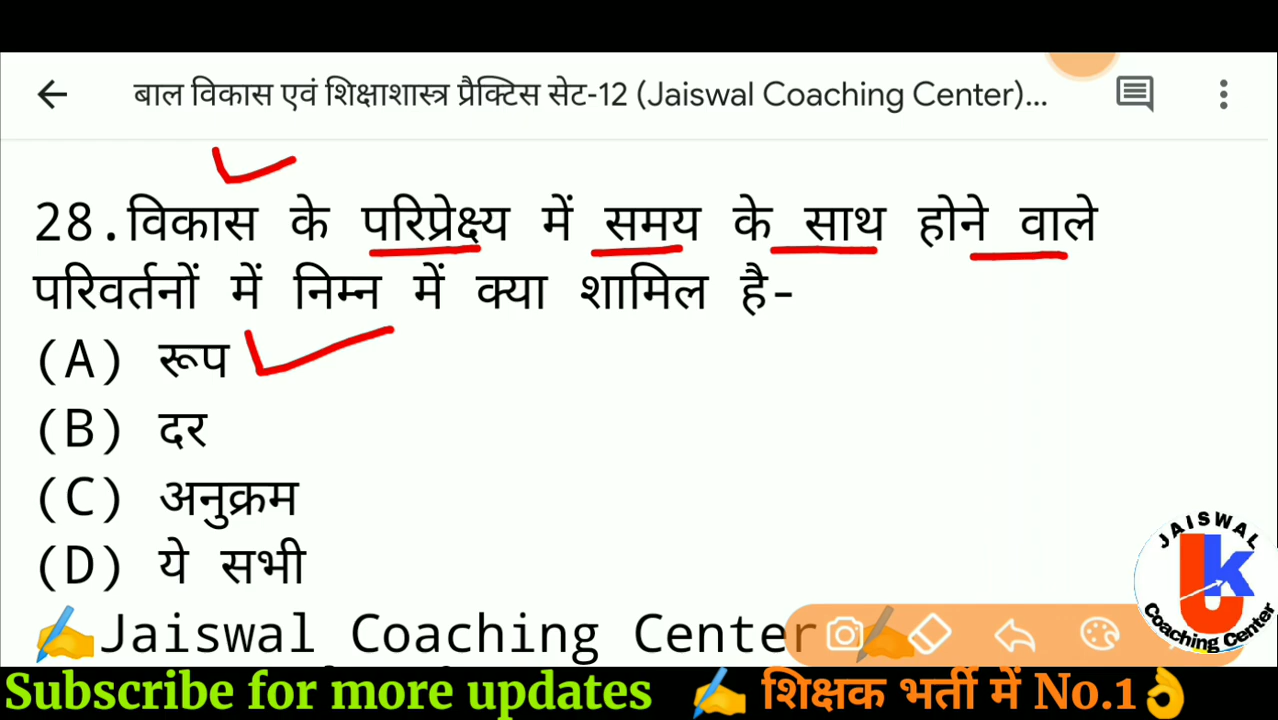 बाल विकास एवं शिक्षाशास्त्र प्रैक्टिस सेट-12 (Jaiswal Coaching Center)...
28.विकास के परिप्रेक्ष्य में समय के साथ होने वाले
परिवर्तनों में निम्न में क्या शामिल है-
(A) रूप
(B) दर
(C) अनुक्रम
(D) ये सभी
✍️Jaiswal Coaching Center✍️
JAISWAL
UK
Coaching Center
Subscribe for more updates ✍️ शिक्षक भर्ती में No.1👌